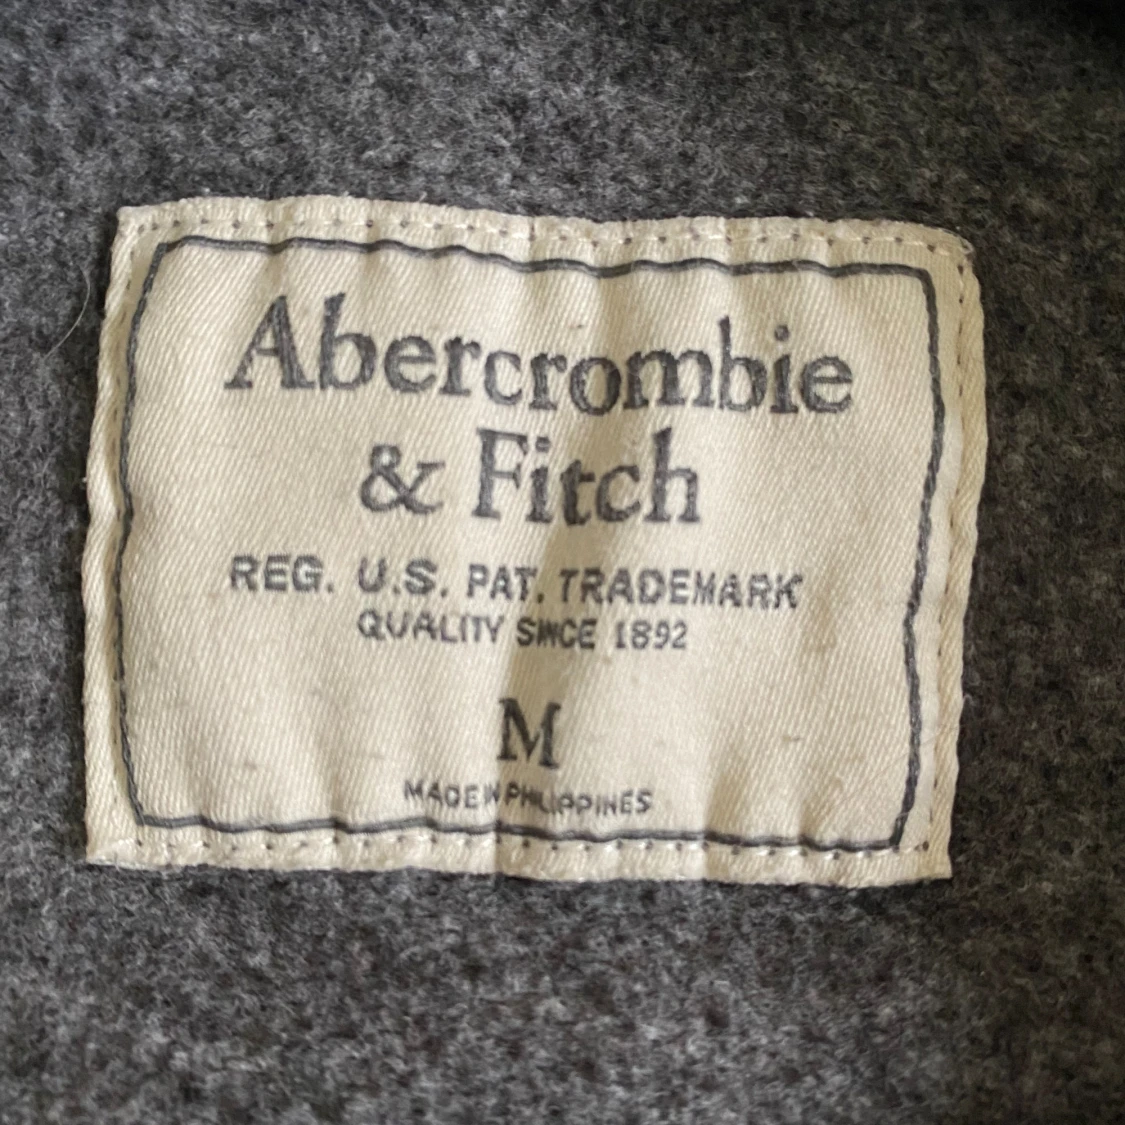 Abercrombie
& Fitch
REG. U.S. PAT. TRADEMARK
QUALITY SINCE 1892
M
MADE IN PHILIPPINES